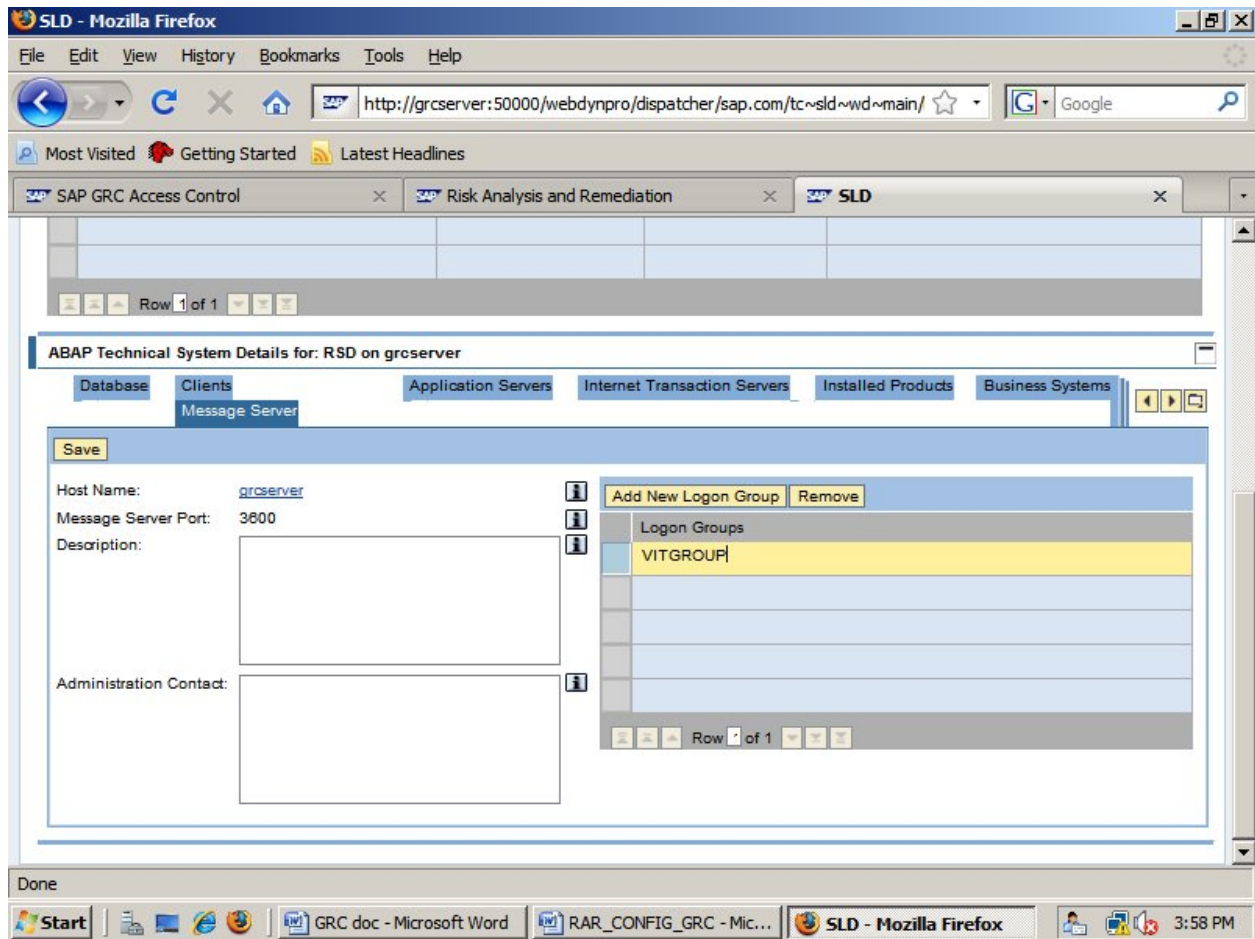 SLD - Mozilla Firefox
File Edit View History Bookmarks Tools Help
SAP http://grcserver:50000/webdynpro/dispatcher/sap.com/tc~sld~wd~main/ G Google
Most Visited Getting Started Latest Headlines
SAP SAP GRC Access Control SAP Risk Analysis and Remediation SAP SLD
Row 1 of 1
ABAP Technical System Details for: RSD on grcserver
Database Clients Application Servers Internet Transaction Servers Installed Products Business Systems
Message Server
Save
Host Name: grcserver
Add New Logon Group Remove
Message Server Port: 3600
Logon Groups
Description:
VITGROUP
Administration Contact:
Row of 1
Done
Start GRC doc - Microsoft Word RAR_CONFIG_GRC - Mic... SLD - Mozilla Firefox 3:58 PM